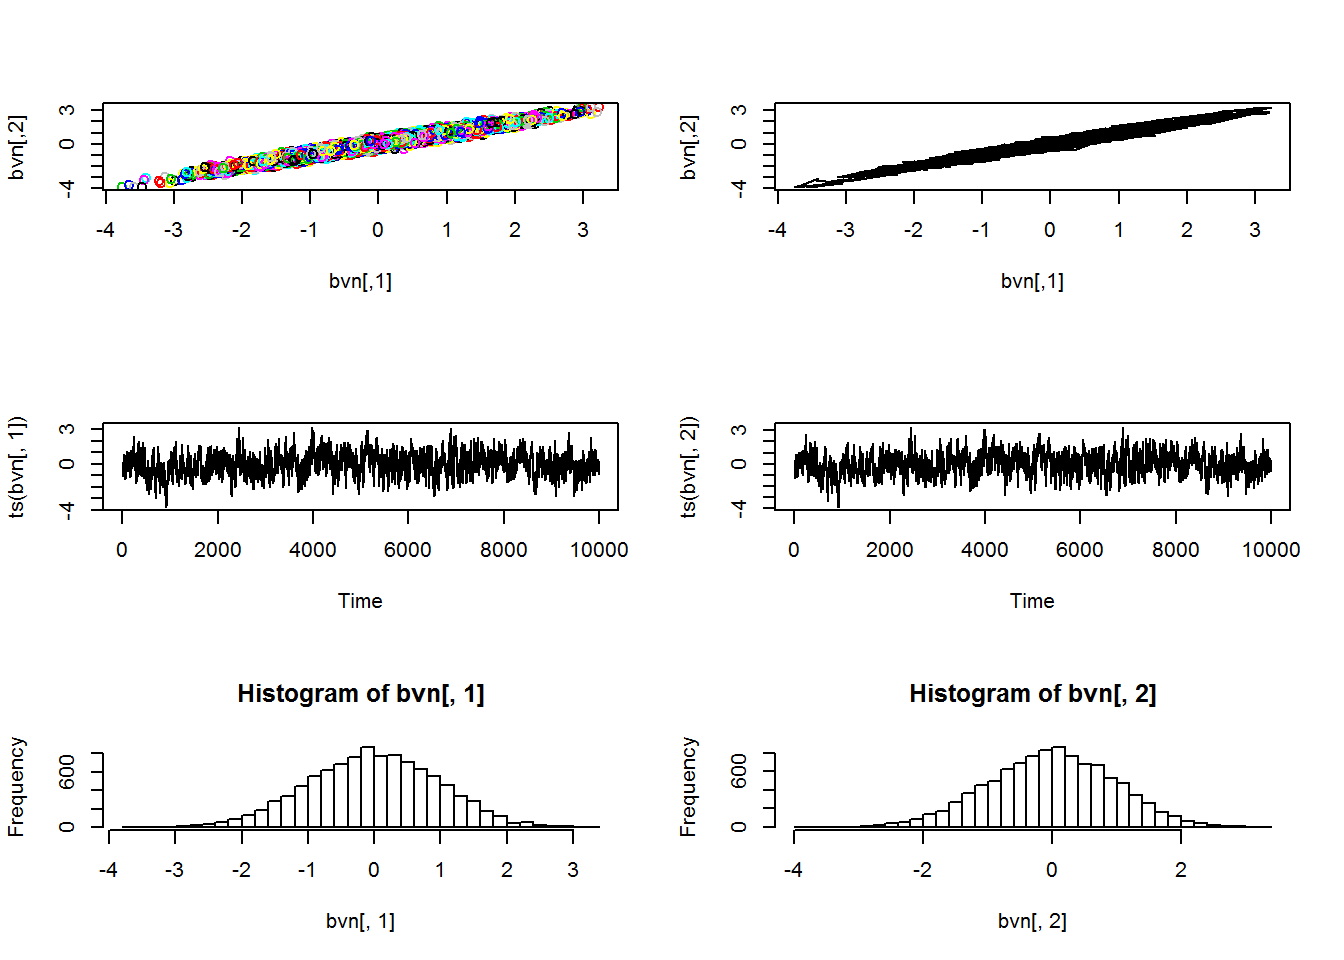 bvn[,2]
3
0
-4
-4 -3 -2 -1 0 1 2 3
bvn[,1]
bvn[,2]
3
0
-4
-4 -3 -2 -1 0 1 2 3
bvn[,1]
ts(bvn[, 1])
3
0
-4
0 2000 4000 6000 8000 10000
Time
ts(bvn[, 2])
3
0
-4
0 2000 4000 6000 8000 10000
Time
Histogram of bvn[, 1]
Frequency
600
0
-4 -3 -2 -1 0 1 2 3
bvn[, 1]
Histogram of bvn[, 2]
Frequency
600
0
-4 -2 0 2
bvn[, 2]